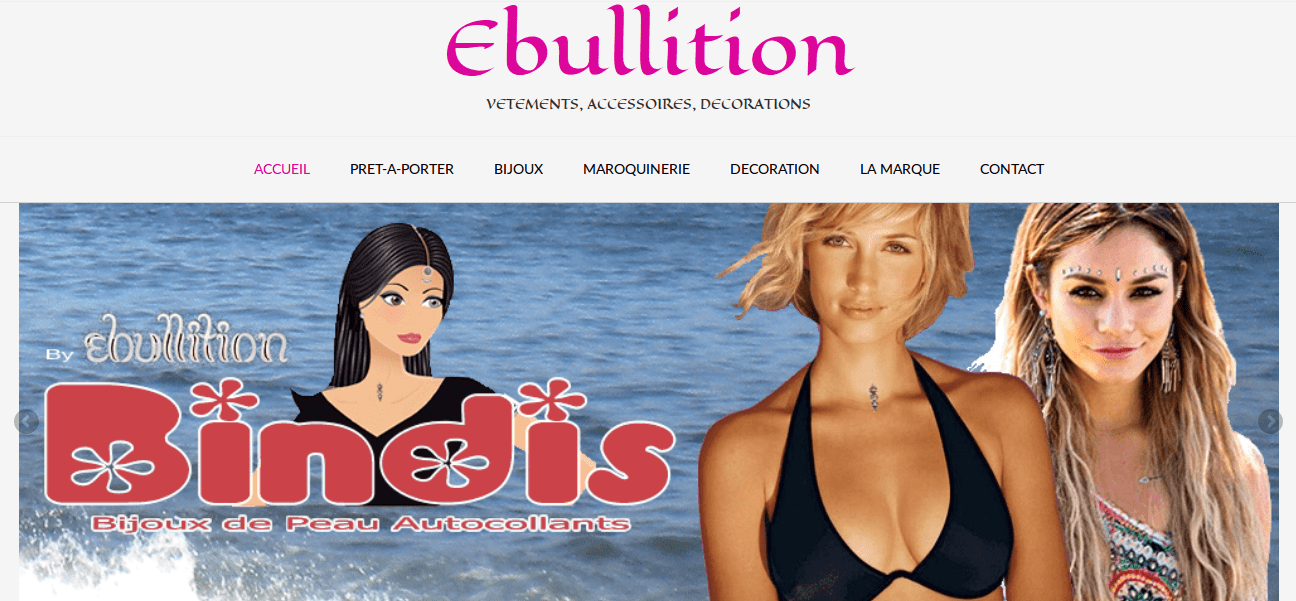 Ebullition
VETEMENTS, ACCESSOIRES, DECORATIONS
ACCUEIL PRET-A-PORTER BIJOUX MAROQUINERIE DECORATION LA MARQUE CONTACT
By ebullition
Bindis
Bijoux de Peau Autocollants